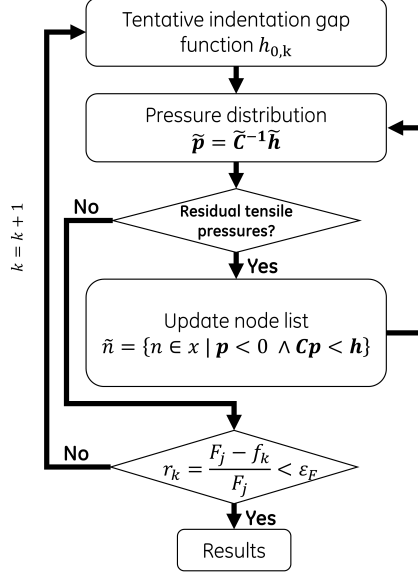 Tentative indentation gap
function h₀,ₖ
Pressure distribution
p̃ = C̃⁻¹h̃
No
Residual tensile
pressures?
Yes
k = k + 1
Update node list
ñ = {n ∈ x | p < 0 ∧ Cp < h}
No
rₖ = (Fⱼ − fₖ)/Fⱼ < ε_F
Yes
Results